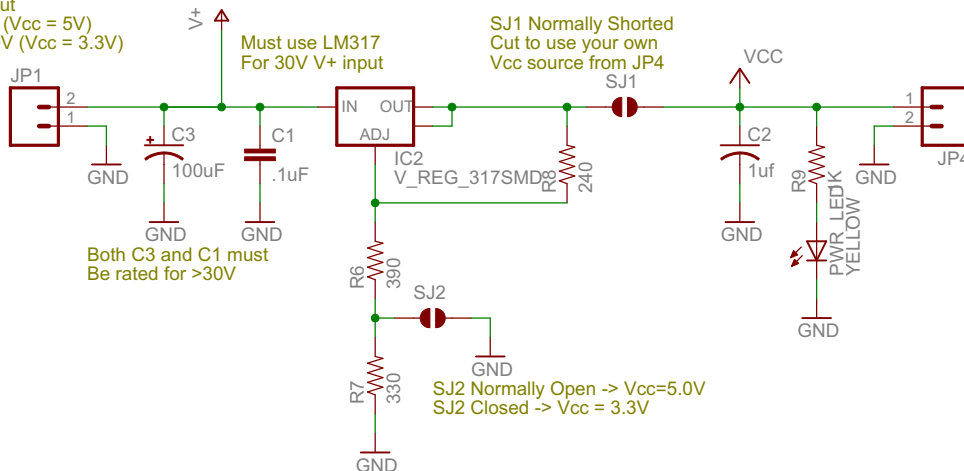 ut
(Vcc = 5V)
V (Vcc = 3.3V)
V+
Must use LM317
For 30V V+ input
SJ1 Normally Shorted
Cut to use your own
Vcc source from JP4
SJ1
VCC
JP1
2
1
GND
C3
100uF
GND
C1
.1uF
GND
Both C3 and C1 must
Be rated for >30V
IN
OUT
ADJ
IC2
V_REG_317SMD
R8
240
R6
390
SJ2
GND
R7
330
GND
SJ2 Normally Open -> Vcc=5.0V
SJ2 Closed -> Vcc = 3.3V
C2
1uf
GND
R9
1K
PWR_LED
YELLOW
GND
1
2
GND
JP4